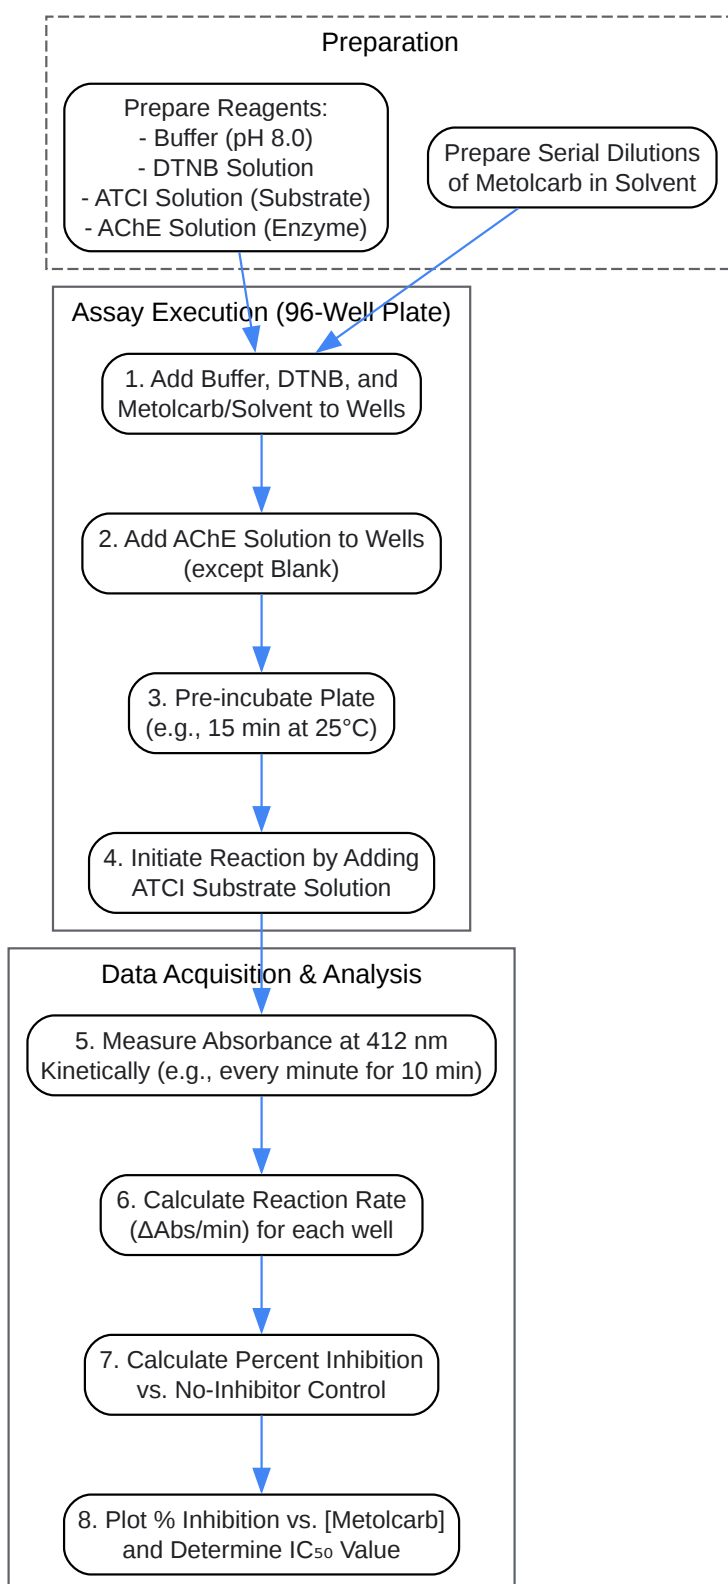 Preparation
Prepare Reagents:
- Buffer (pH 8.0)
- DTNB Solution
- ATCI Solution (Substrate)
- AChE Solution (Enzyme)
Prepare Serial Dilutions
of Metolcarb in Solvent
Assay Execution (96-Well Plate)
1. Add Buffer, DTNB, and
Metolcarb/Solvent to Wells
2. Add AChE Solution to Wells
(except Blank)
3. Pre-incubate Plate
(e.g., 15 min at 25°C)
4. Initiate Reaction by Adding
ATCI Substrate Solution
Data Acquisition & Analysis
5. Measure Absorbance at 412 nm
Kinetically (e.g., every minute for 10 min)
6. Calculate Reaction Rate
(ΔAbs/min) for each well
7. Calculate Percent Inhibition
vs. No-Inhibitor Control
8. Plot % Inhibition vs. [Metolcarb]
and Determine IC₅₀ Value